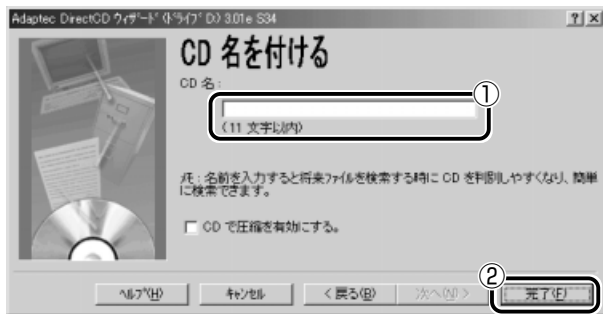 Adaptec DirectCD ウィザード (ドライブ D:) 3.01e S34
CD 名を付ける
CD 名:
①
(11 文字以内)
メモ:名前を入力すると将来ファイルを検索する時に CD を判別しやすくなり、簡単
に検索できます。
CD で圧縮を有効にする。
②
ヘルプ(H) キャンセル < 戻る(B) 次へ(N) > 完了(F)